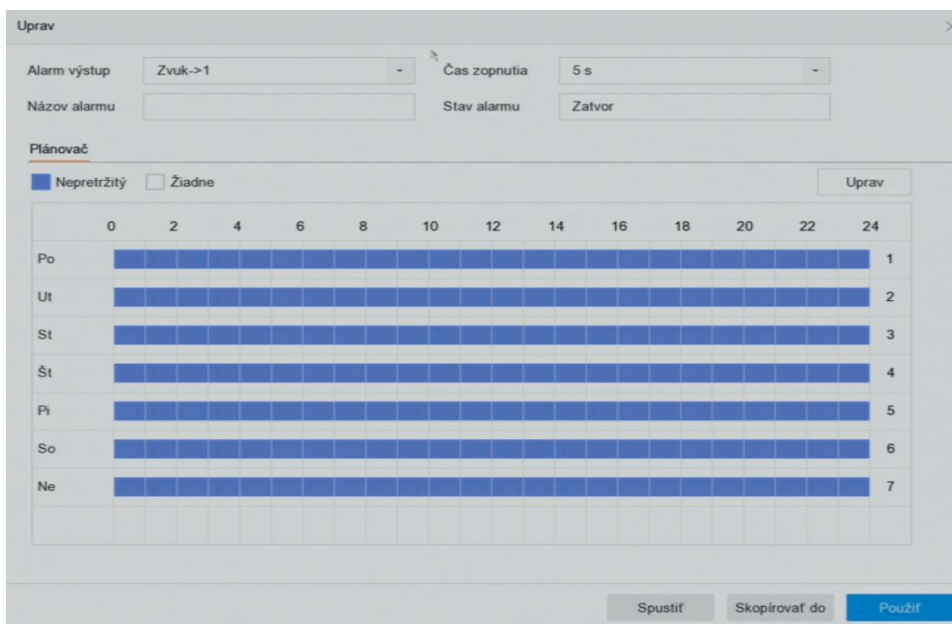 Uprav
Alarm výstup Zvuk->1 Čas zopnutia 5 s
Názov alarmu Stav alarmu Zatvor
Plánovač
Nepretržitý Žiadne Uprav
0 2 4 6 8 10 12 14 16 18 20 22 24
Po 1
Ut 2
St 3
Št 4
Pi 5
So 6
Ne 7
Spustiť Skopírovať do Použiť